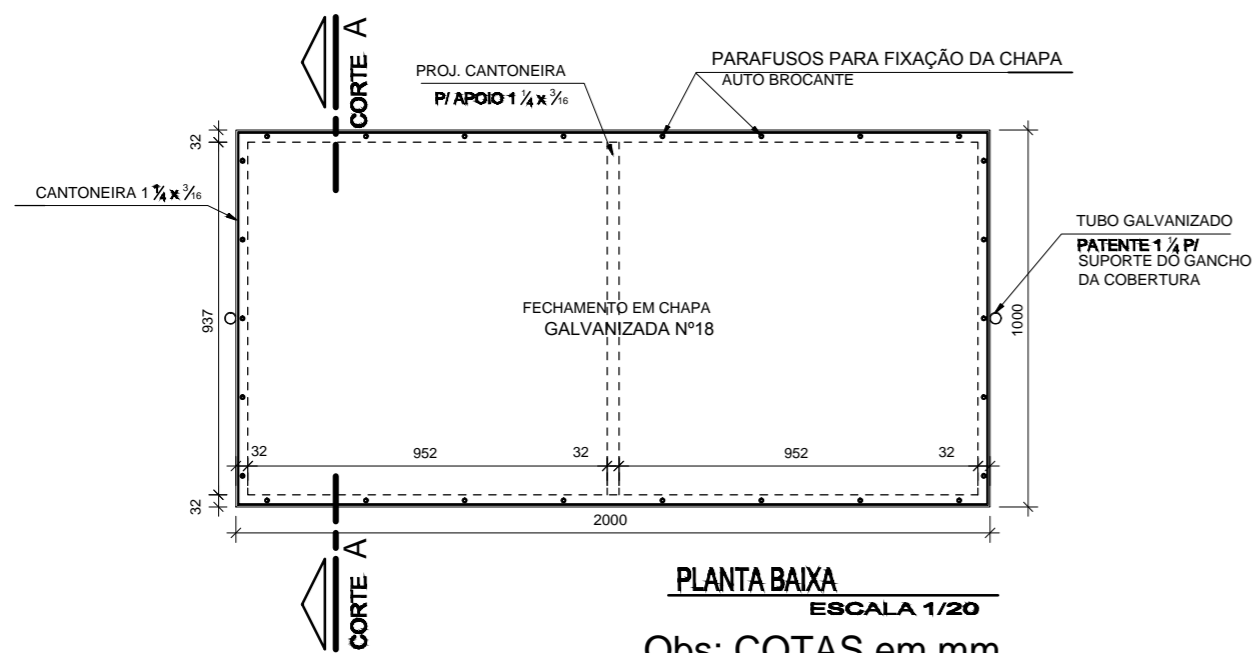 CORTE A
PROJ. CANTONEIRA
P/ APOIO 1 ¼ x ³⁄₁₆
PARAFUSOS PARA FIXAÇÃO DA CHAPA
AUTO BROCANTE
32
CANTONEIRA 1 ¼ x ³⁄₁₆
TUBO GALVANIZADO
PATENTE 1 ¼ P/
SUPORTE DO GANCHO
DA COBERTURA
937
FECHAMENTO EM CHAPA
GALVANIZADA Nº18
1000
32 952 32 952 32
32
2000
CORTE A
PLANTA BAIXA
ESCALA 1/20
Obs: COTAS em mm